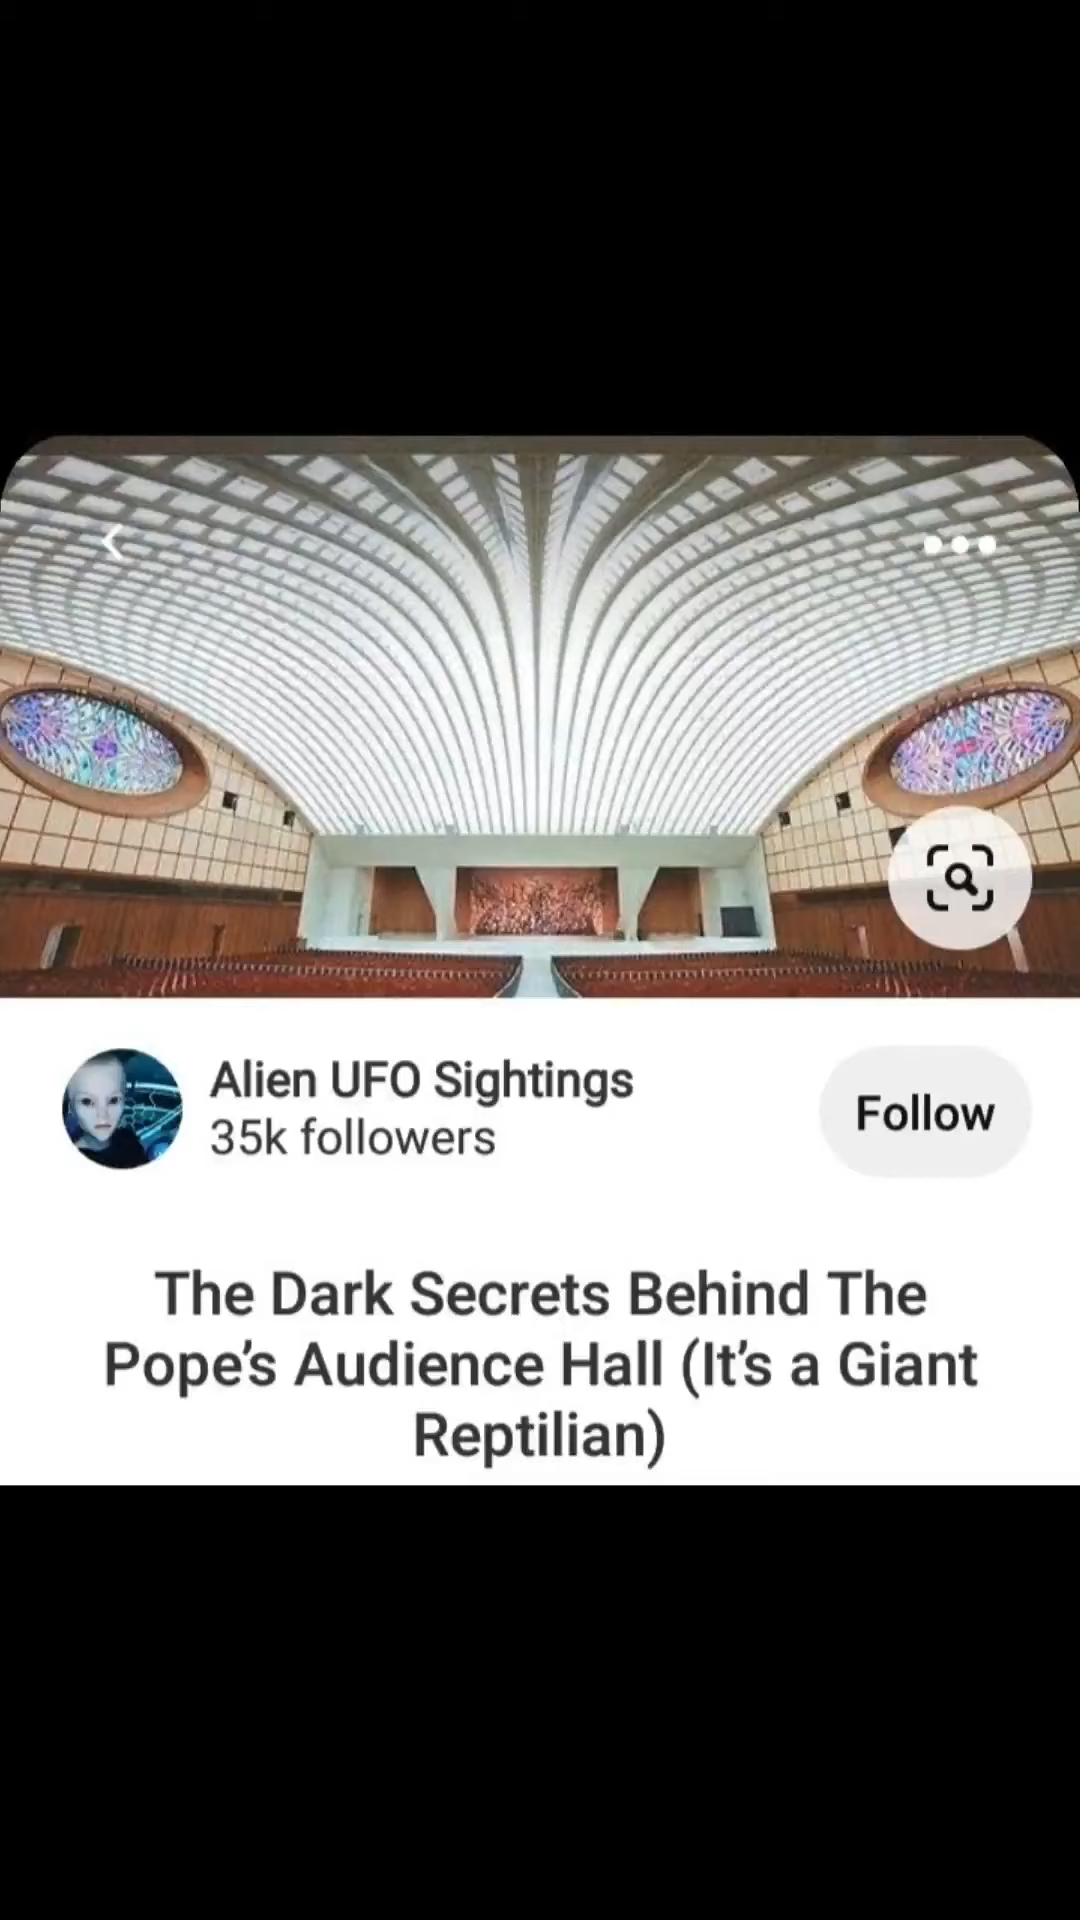 Alien UFO Sightings
35k followers
Follow
The Dark Secrets Behind The
Pope’s Audience Hall (It’s a Giant
Reptilian)